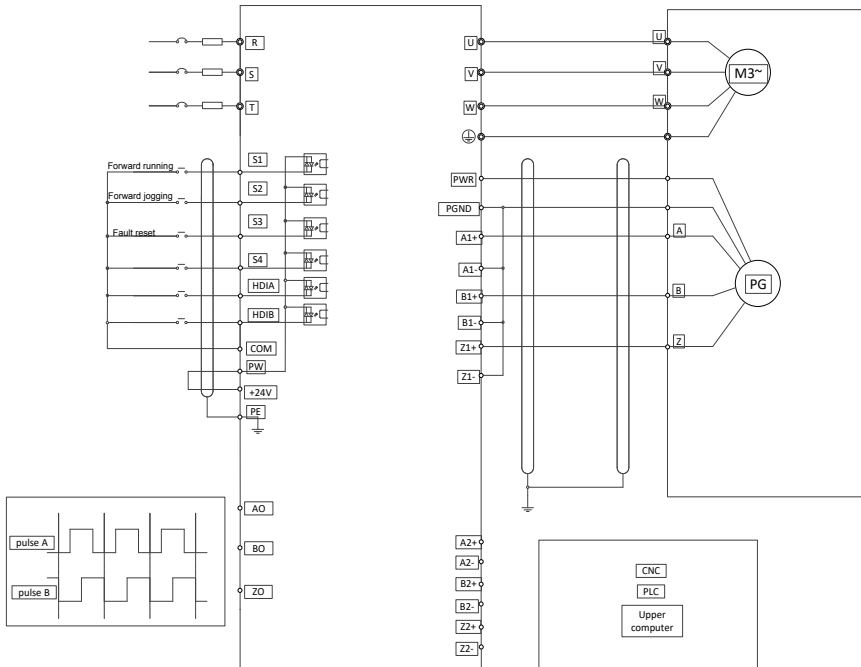 R
S
T
U
V
W
U
V
W
M3~
Forward running
S1
Forward jogging
S2
Fault reset
S3
S4
HDIA
HDIB
COM
PW
+24V
PE
PWR
PGND
A1+
A1-
B1+
B1-
Z1+
Z1-
A
B
Z
PG
pulse A
pulse B
AO
BO
ZO
A2+
A2-
B2+
B2-
Z2+
Z2-
CNC
PLC
Upper
computer